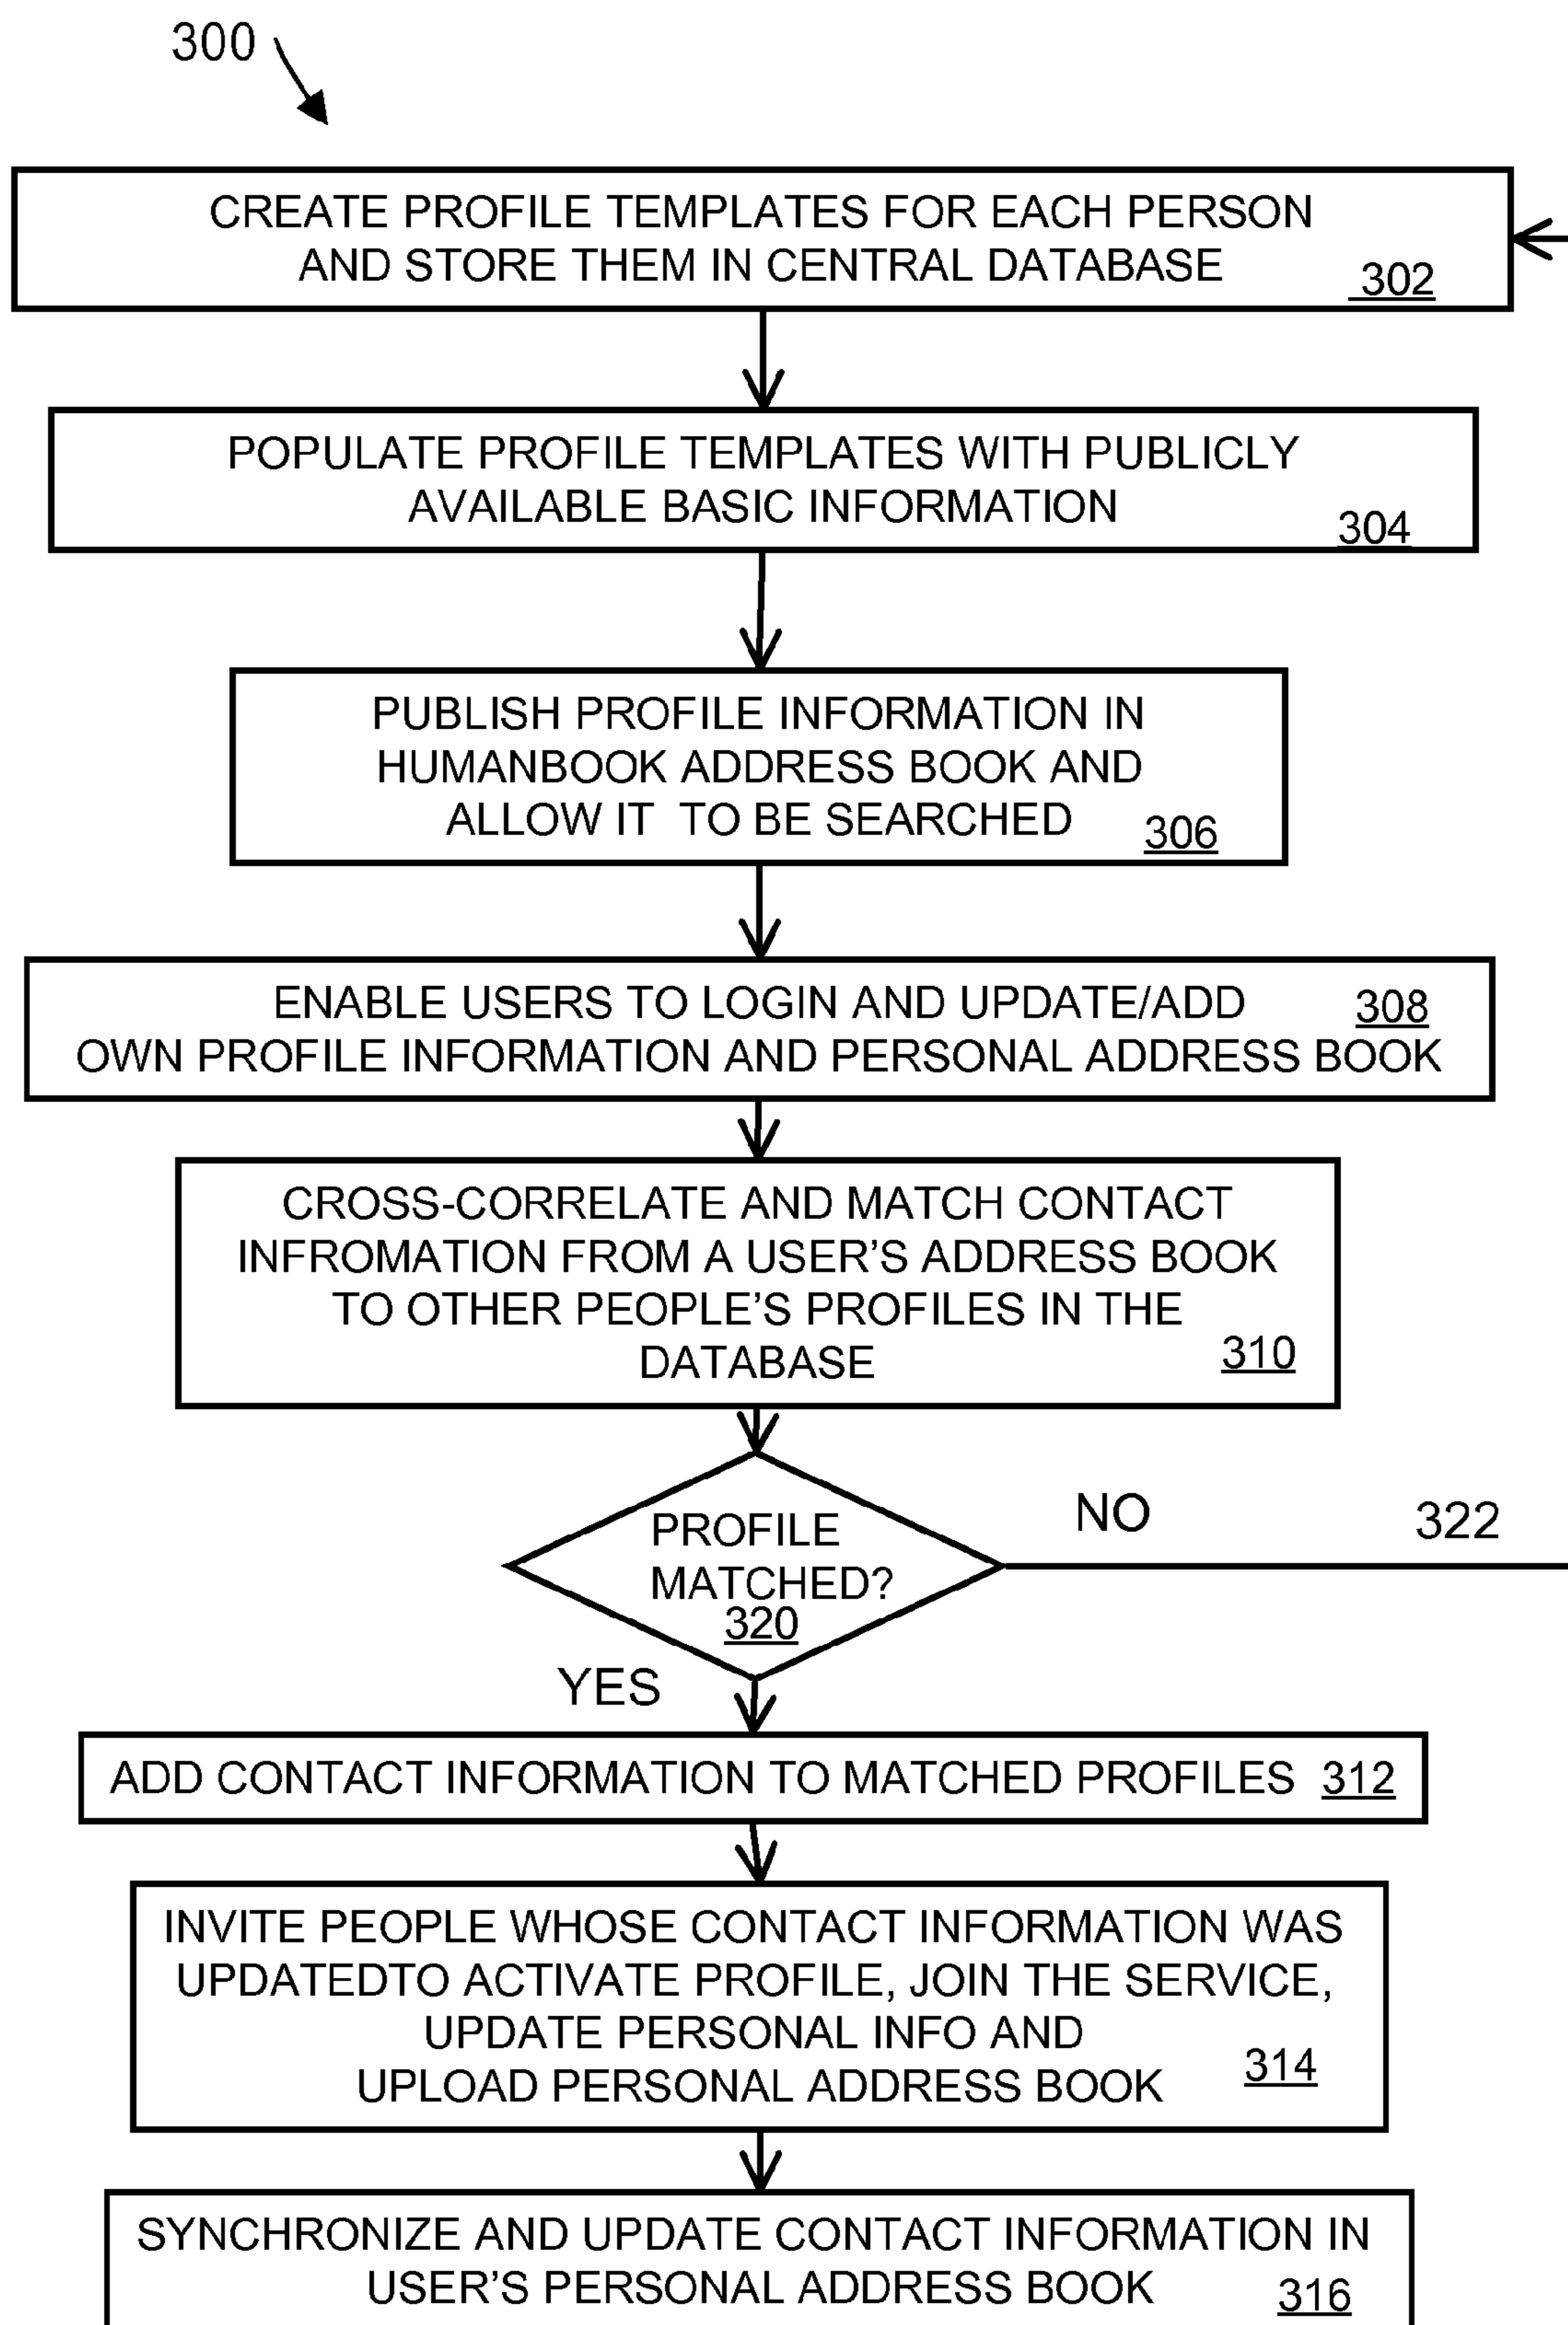 300
CREATE PROFILE TEMPLATES FOR EACH PERSON
AND STORE THEM IN CENTRAL DATABASE
302
POPULATE PROFILE TEMPLATES WITH PUBLICLY
AVAILABLE BASIC INFORMATION
304
PUBLISH PROFILE INFORMATION IN
HUMANBOOK ADDRESS BOOK AND
ALLOW IT TO BE SEARCHED
306
ENABLE USERS TO LOGIN AND UPDATE/ADD
308
OWN PROFILE INFORMATION AND PERSONAL ADDRESS BOOK
CROSS-CORRELATE AND MATCH CONTACT
INFROMATION FROM A USER'S ADDRESS BOOK
TO OTHER PEOPLE'S PROFILES IN THE
DATABASE
310
PROFILE
MATCHED?
320
NO
322
YES
ADD CONTACT INFORMATION TO MATCHED PROFILES 312
INVITE PEOPLE WHOSE CONTACT INFORMATION WAS
UPDATEDTO ACTIVATE PROFILE, JOIN THE SERVICE,
UPDATE PERSONAL INFO AND
UPLOAD PERSONAL ADDRESS BOOK
314
SYNCHRONIZE AND UPDATE CONTACT INFORMATION IN
USER'S PERSONAL ADDRESS BOOK
316